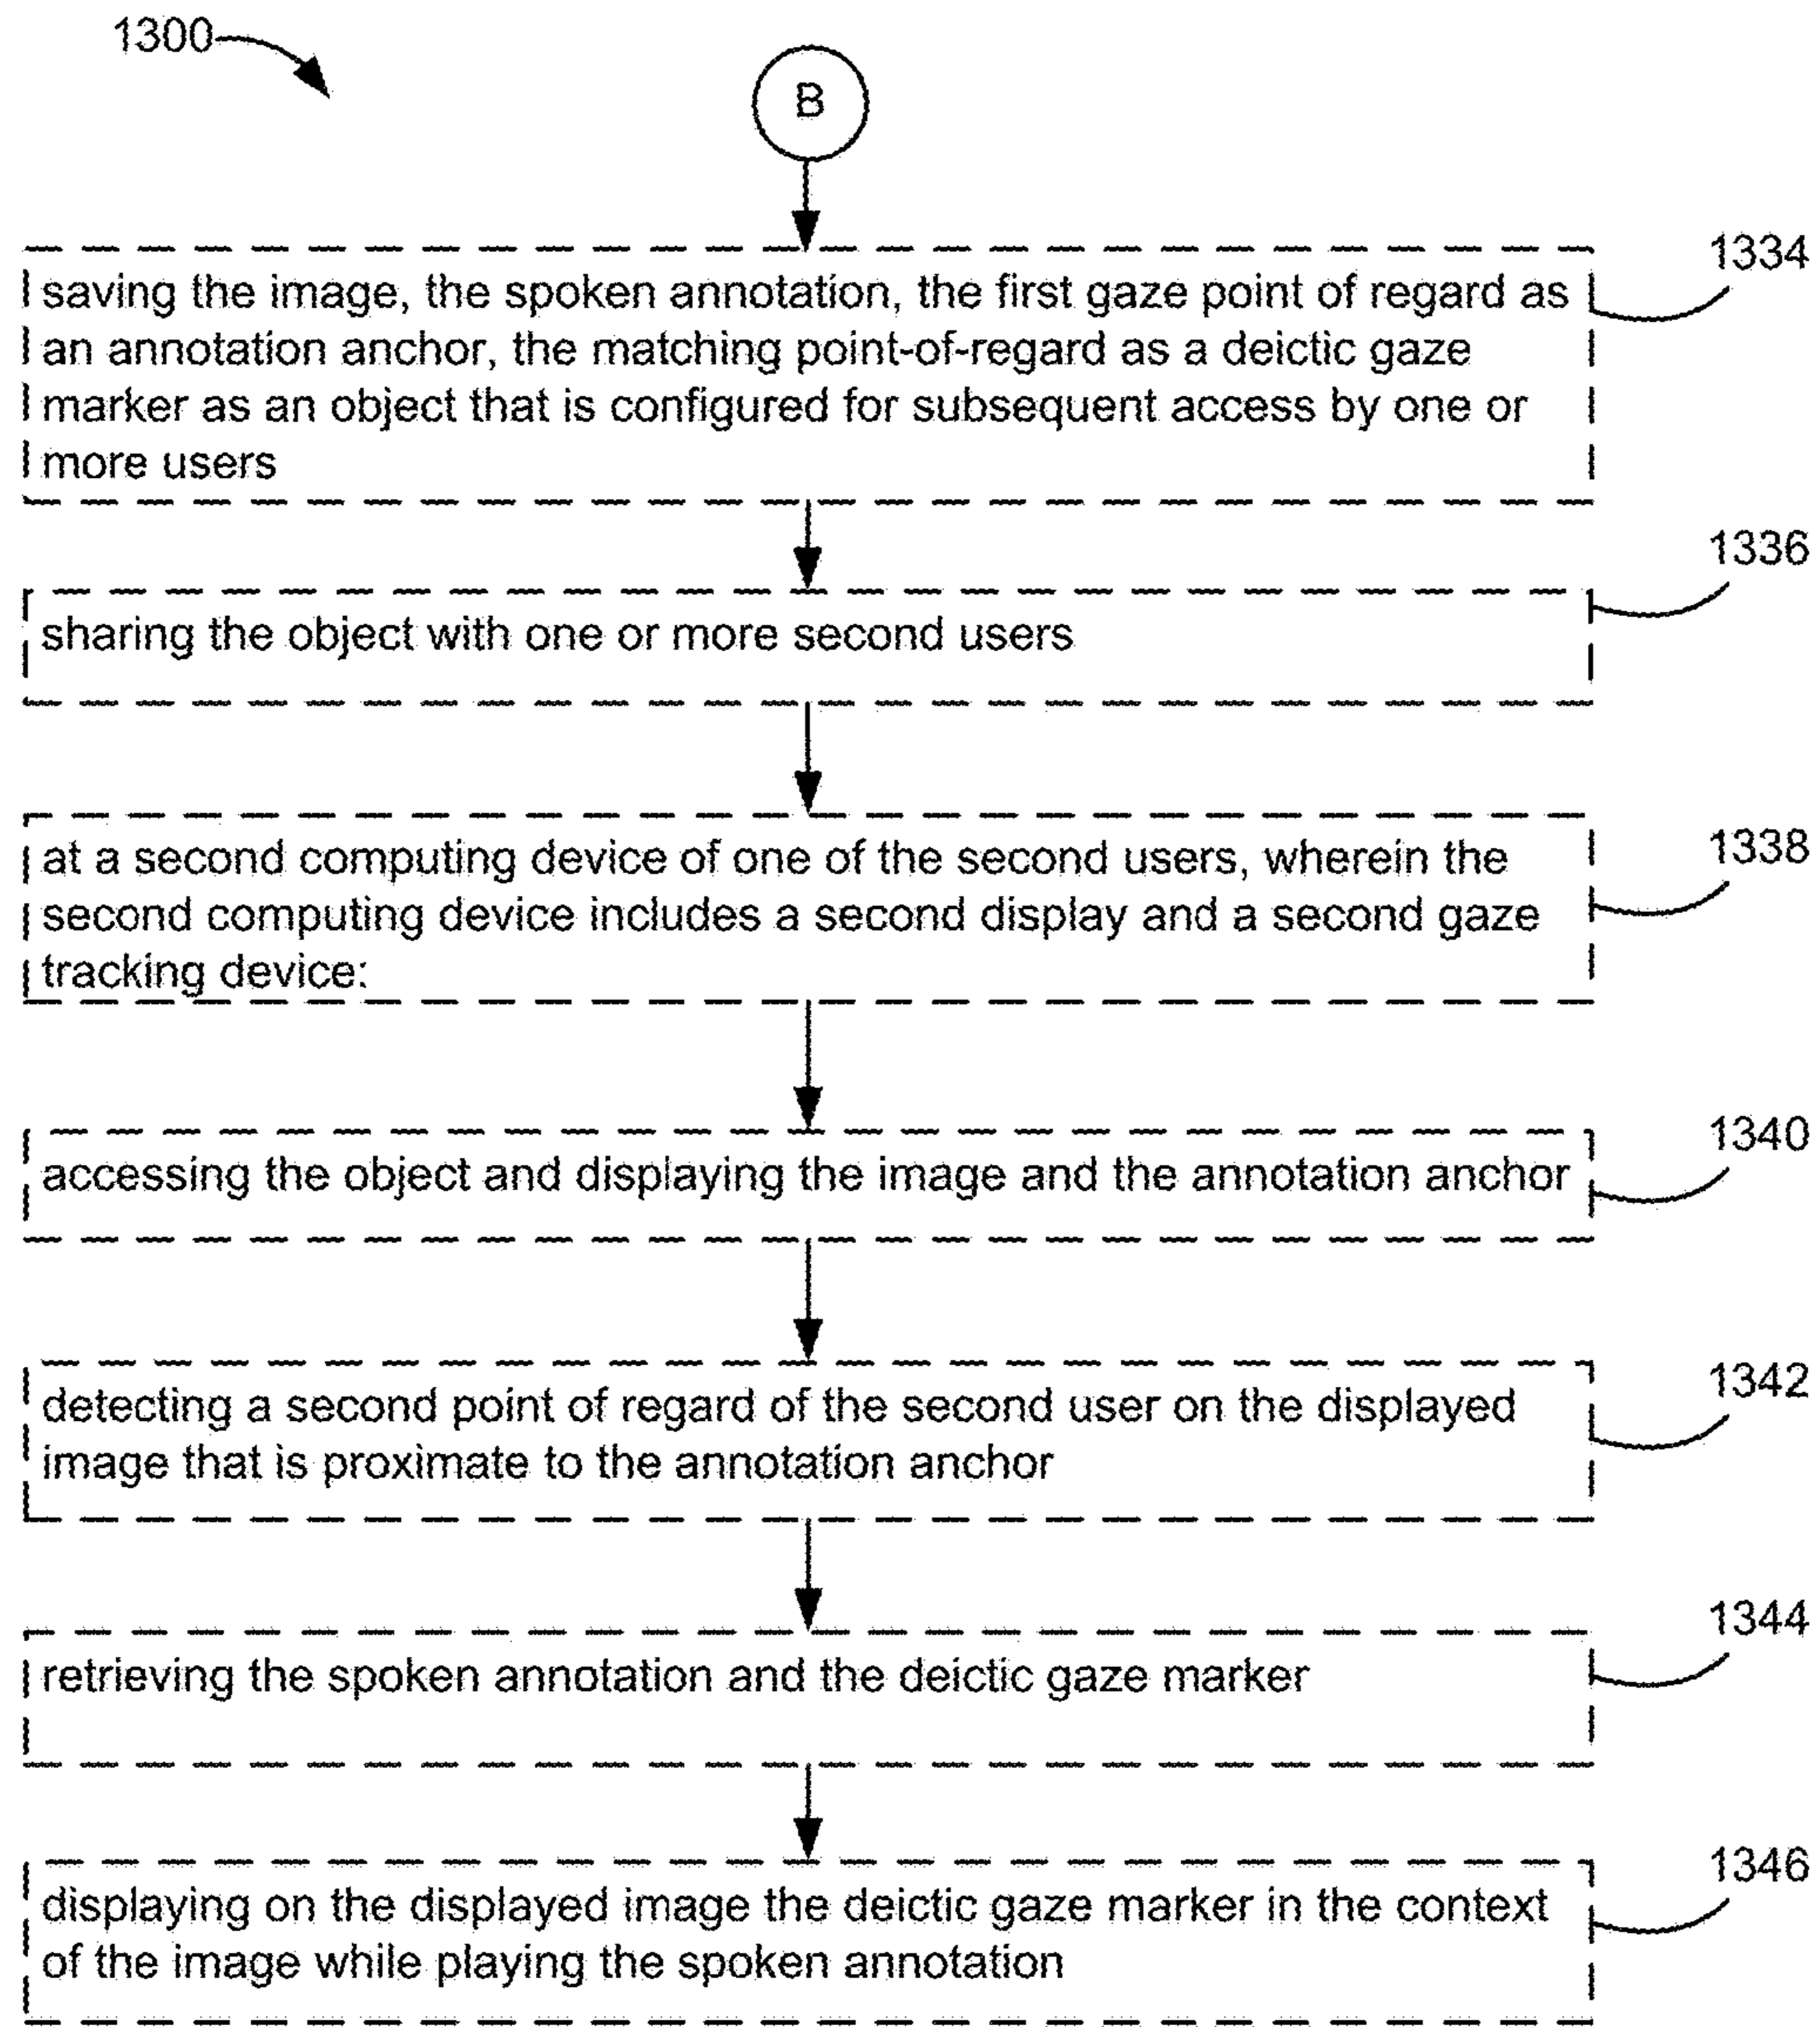 1300
B
1334
saving the image, the spoken annotation, the first gaze point of regard as
an annotation anchor, the matching point-of-regard as a deictic gaze
marker as an object that is configured for subsequent access by one or
more users
1336
sharing the object with one or more second users
1338
at a second computing device of one of the second users, wherein the
second computing device includes a second display and a second gaze
tracking device:
1340
accessing the object and displaying the image and the annotation anchor
1342
detecting a second point of regard of the second user on the displayed
image that is proximate to the annotation anchor
1344
retrieving the spoken annotation and the deictic gaze marker
1346
displaying on the displayed image the deictic gaze marker in the context
of the image while playing the spoken annotation